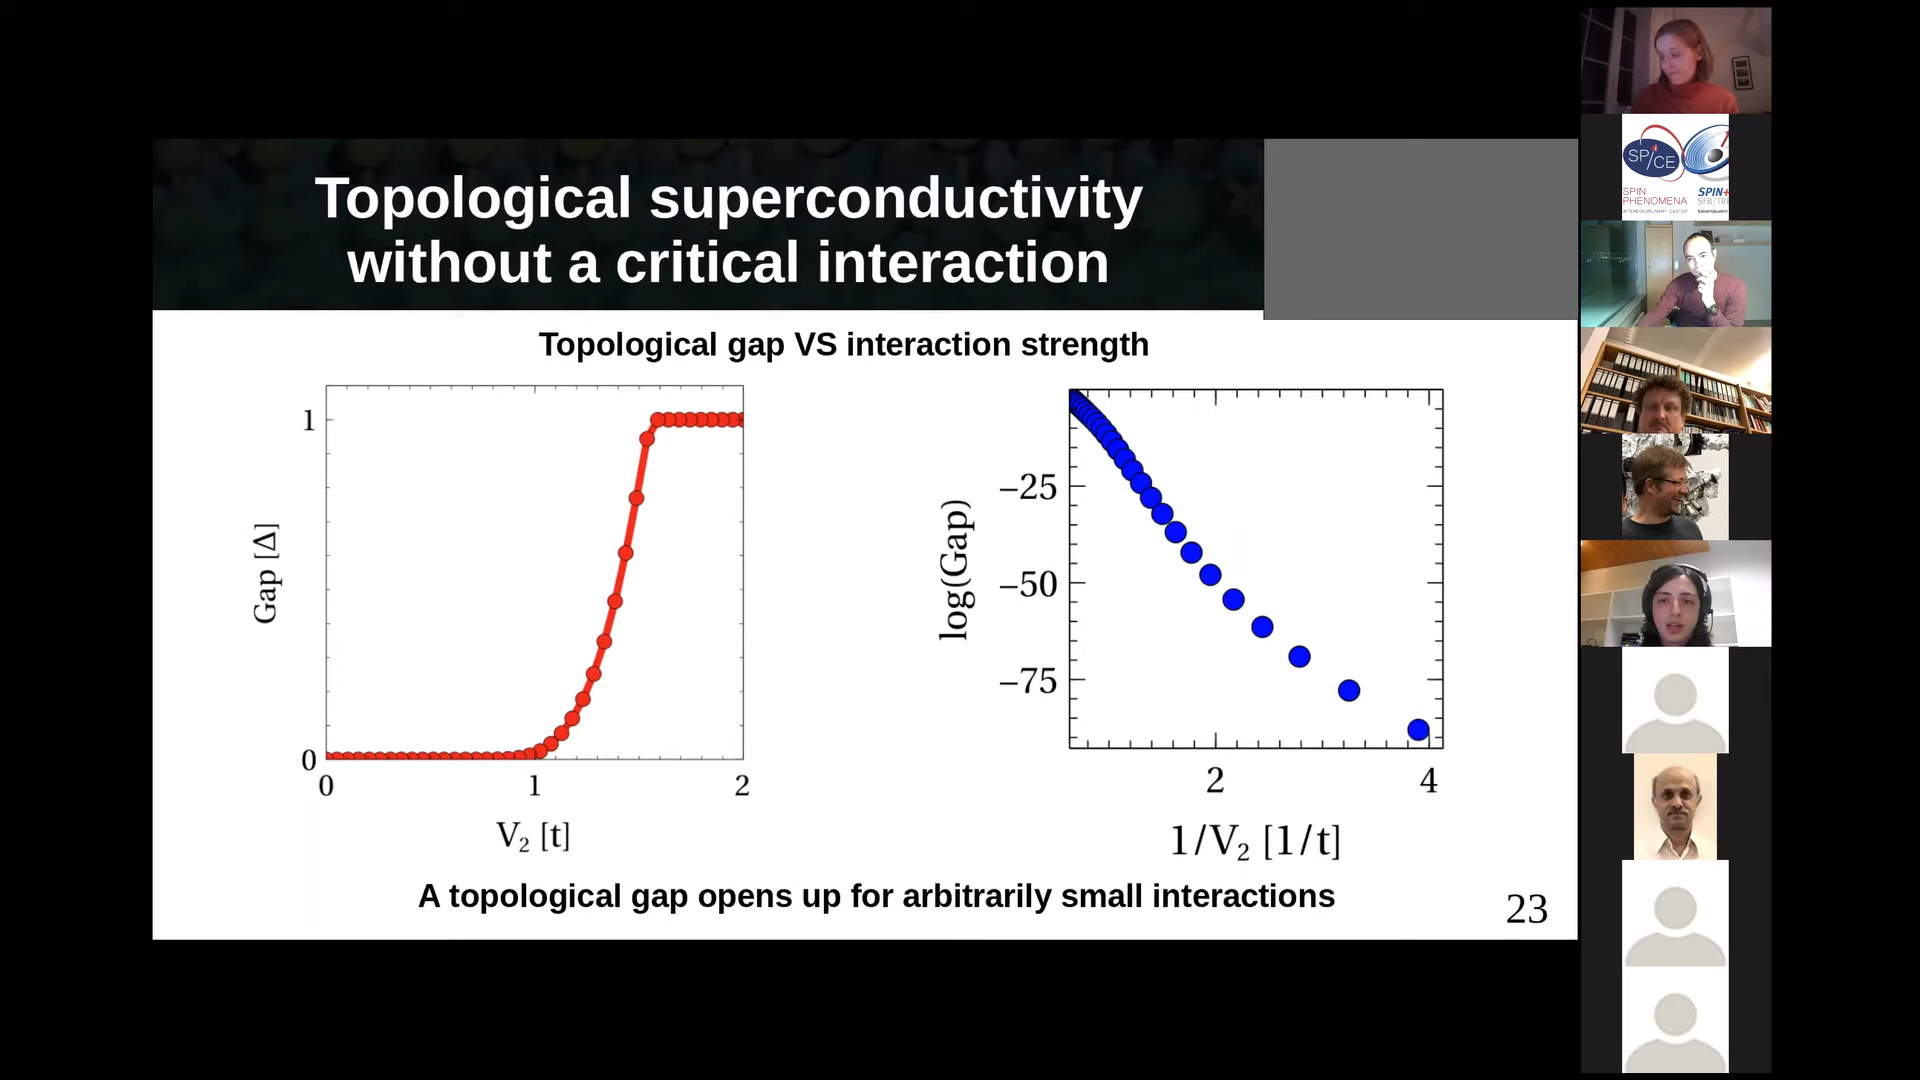 Topological superconductivity
without a critical interaction
Topological gap VS interaction strength
1
0
Gap [Δ]
0 1 2
V₂ [t]
−25
−50
−75
log(Gap)
2 4
1/V₂ [1/t]
A topological gap opens up for arbitrarily small interactions
23
SPICE
SPIN
PHENOMENA
INTERDISCIPLINARY CENTER
SPIN+
SFB/TRR
Kaiserslautern